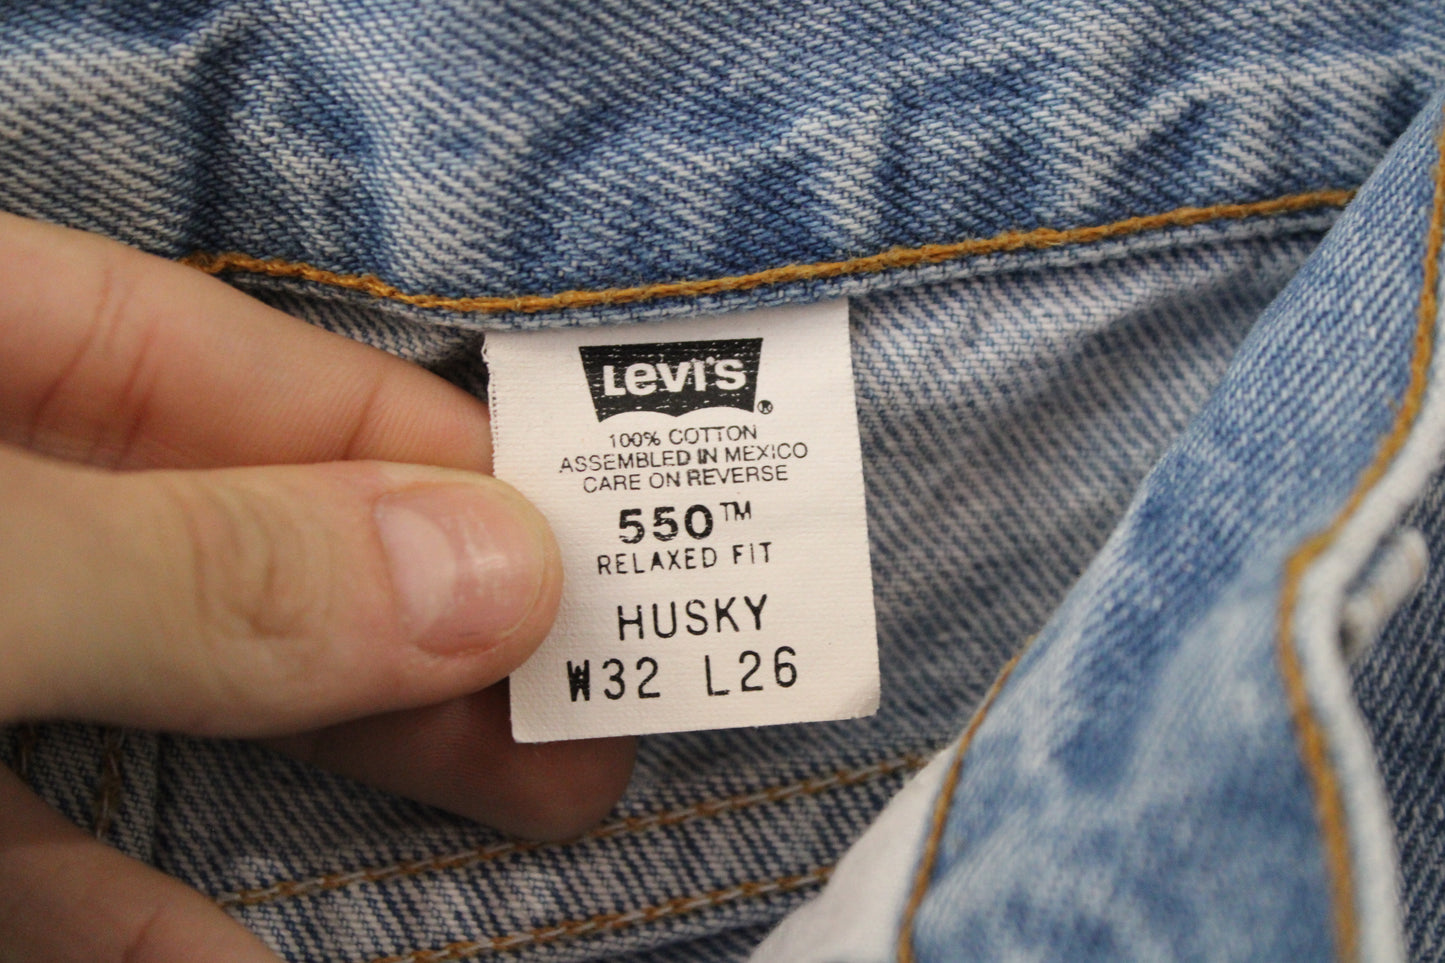 Levi's®
100% COTTON
ASSEMBLED IN MEXICO
CARE ON REVERSE
550™
RELAXED FIT
HUSKY
W32 L26